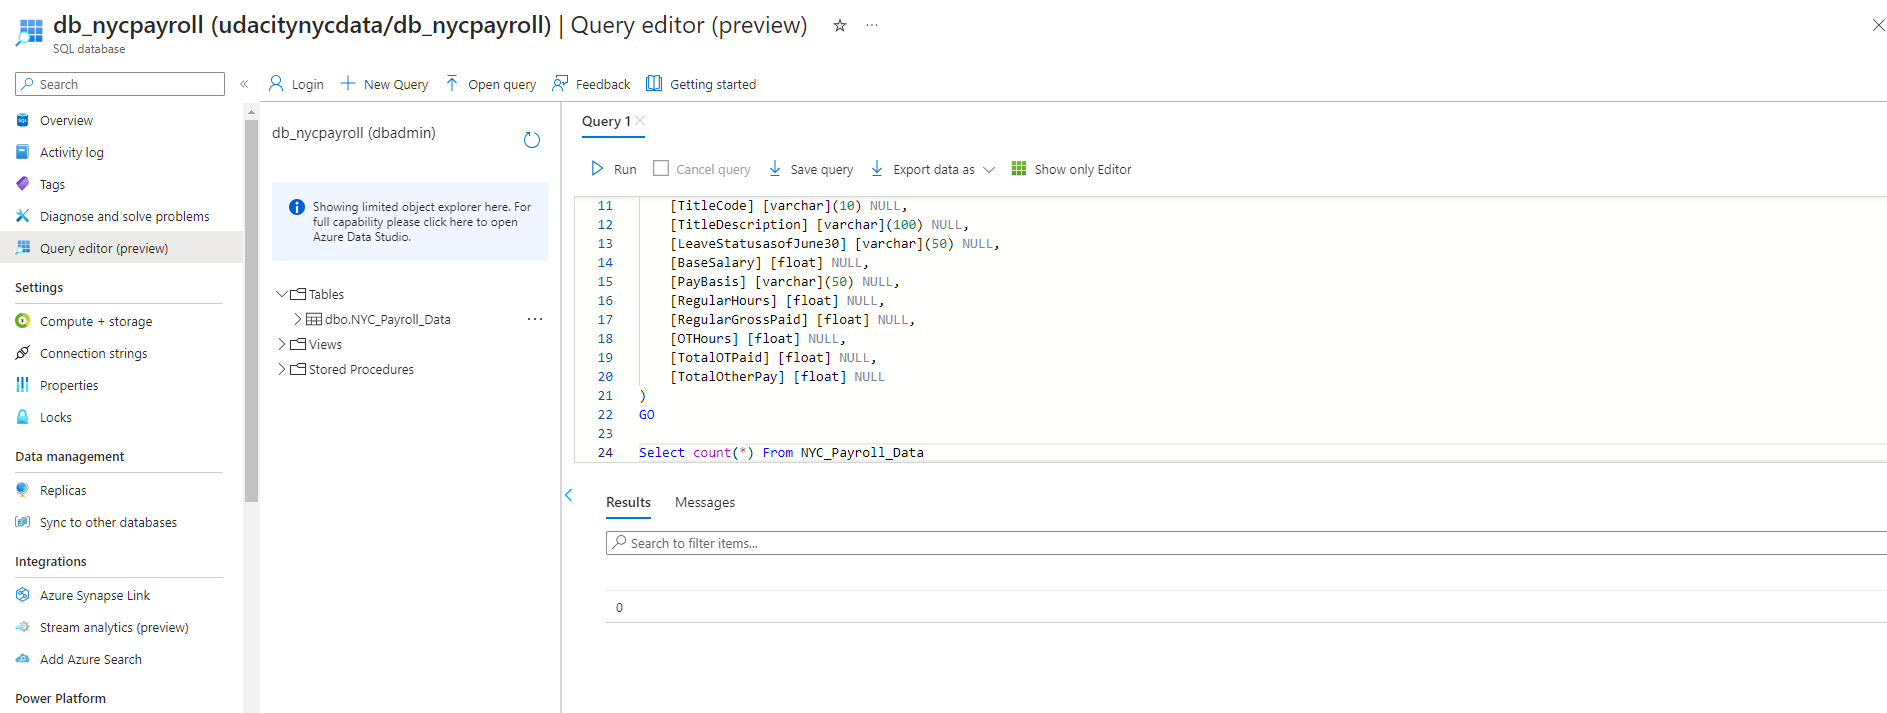 db_nycpayroll (udacitynycdata/db_nycpayroll) | Query editor (preview)
SQL database
Search
Overview
Activity log
Tags
Diagnose and solve problems
Query editor (preview)
Settings
Compute + storage
Connection strings
Properties
Locks
Data management
Replicas
Sync to other databases
Integrations
Azure Synapse Link
Stream analytics (preview)
Add Azure Search
Power Platform
Login
New Query
Open query
Feedback
Getting started
db_nycpayroll (dbadmin)
Showing limited object explorer here. For
full capability please click here to open
Azure Data Studio.
Tables
dbo.NYC_Payroll_Data
Views
Stored Procedures
Query 1
Run
Cancel query
Save query
Export data as
Show only Editor
11 [TitleCode] [varchar](10) NULL,
12 [TitleDescription] [varchar](100) NULL,
13 [LeaveStatusasofJune30] [varchar](50) NULL,
14 [BaseSalary] [float] NULL,
15 [PayBasis] [varchar](50) NULL,
16 [RegularHours] [float] NULL,
17 [RegularGrossPaid] [float] NULL,
18 [OTHours] [float] NULL,
19 [TotalOTPaid] [float] NULL,
20 [TotalOtherPay] [float] NULL
21 )
22 GO
23
24 Select count(*) From NYC_Payroll_Data
Results
Messages
Search to filter items...
0